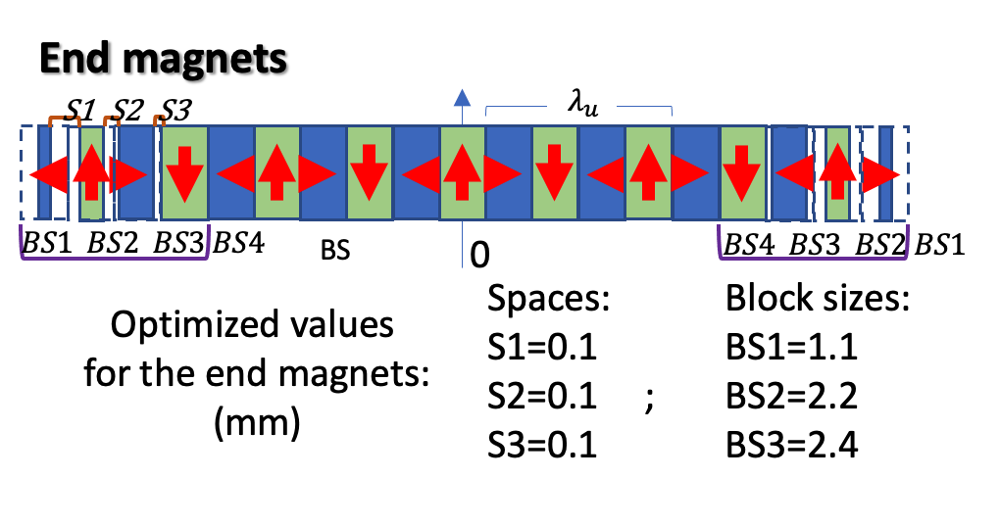 End magnets
S1 S2 S3
λu
BS1 BS2 BS3 BS4
BS
0
BS4 BS3 BS2 BS1
Optimized values
for the end magnets:
(mm)
Spaces:
S1=0.1
S2=0.1 ;
S3=0.1
Block sizes:
BS1=1.1
BS2=2.2
BS3=2.4